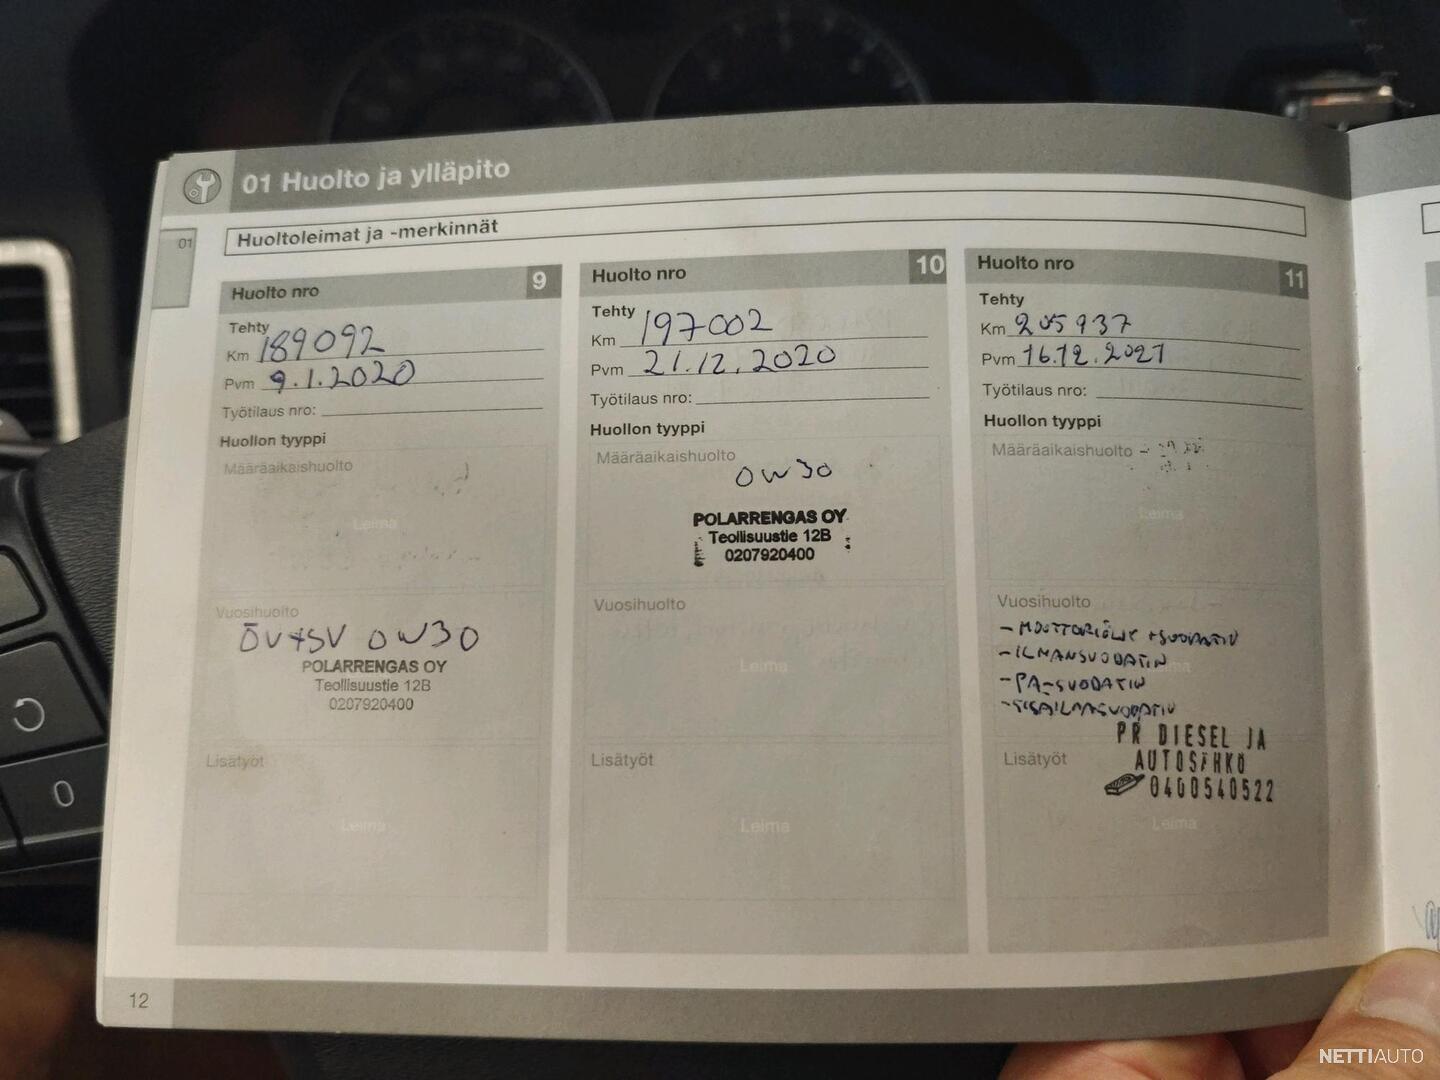 01 Huolto ja ylläpito
01
Huoltoleimat ja -merkinnät
Huolto nro 9
Tehty
Km 189092
Pvm 9.1.2020
Työtilaus nro:
Huollon tyyppi
Määräaikaishuolto
Leima
Vuosihuolto
ÖV+SV 0W30
POLARRENGAS OY
Teollisuustie 12B
0207920400
Lisätyöt
Leima
Huolto nro 10
Tehty
Km 197002
Pvm 21.12.2020
Työtilaus nro:
Huollon tyyppi
Määräaikaishuolto
0W30
POLARRENGAS OY
Teollisuustie 12B
0207920400
Vuosihuolto
Leima
Lisätyöt
Leima
Huolto nro 11
Tehty
Km 205937
Pvm 16.12.2021
Työtilaus nro:
Huollon tyyppi
Määräaikaishuolto
Leima
Vuosihuolto
- MOOTTORIÖLJY + SUODATIN
- ILMANSUODATIN
- PA-SUODATIN
- SISÄILMASUODATIN
PR DIESEL JA
AUTOSÄHKÖ
0400540522
Lisätyöt
Leima
12
0
NETTIAUTO